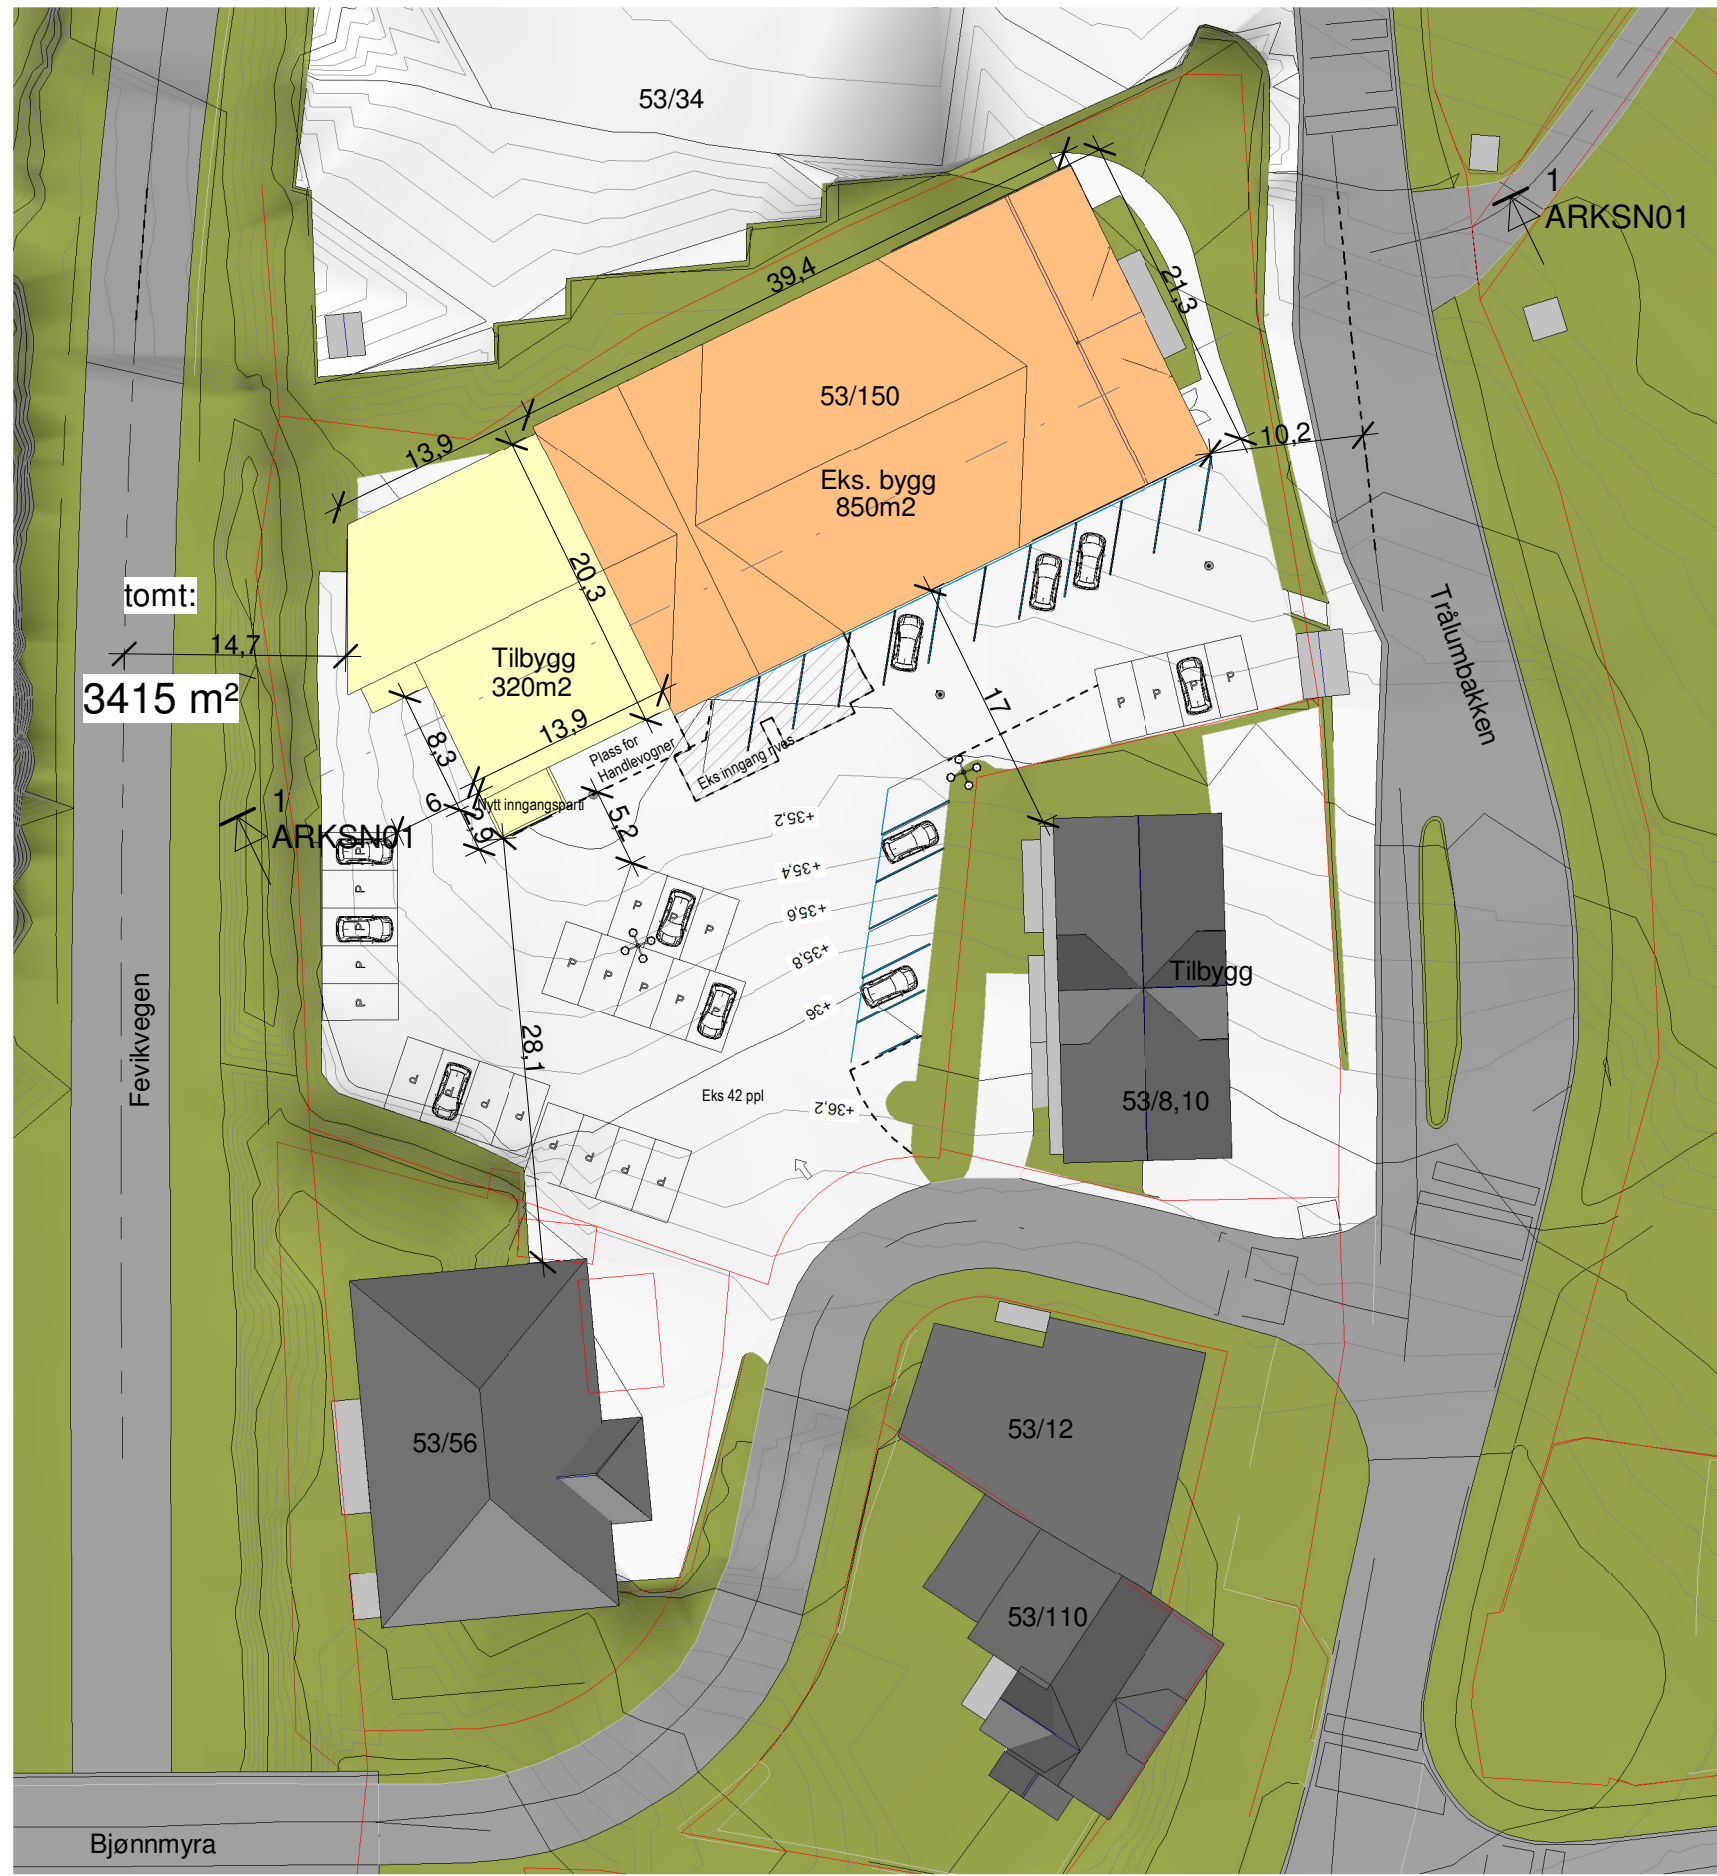 53/34
1
ARKSN01
39,4
21,3
53/150
13,9
10,2
Eks. bygg
850m2
20,3
tomt:
14,7
3415 m²
Tilbygg
320m2
Trålumbakken
17
P
P
P
P
13,9
Plass for
Handlevogner
8,3
Eks inngang rives
6
Nytt inngangsparti
2,9
5,2
1
ARKSN01
+35,2
+35,4
+35,6
+35,8
+36
+36,2
P
P
P
P
P
P
P
P
P
P
P
P
P
Tilbygg
Fevikvegen
28,1
Eks 42 ppl
53/8,10
P
P
P
P
P
P
P
P
53/56
53/12
53/110
Bjønnmyra